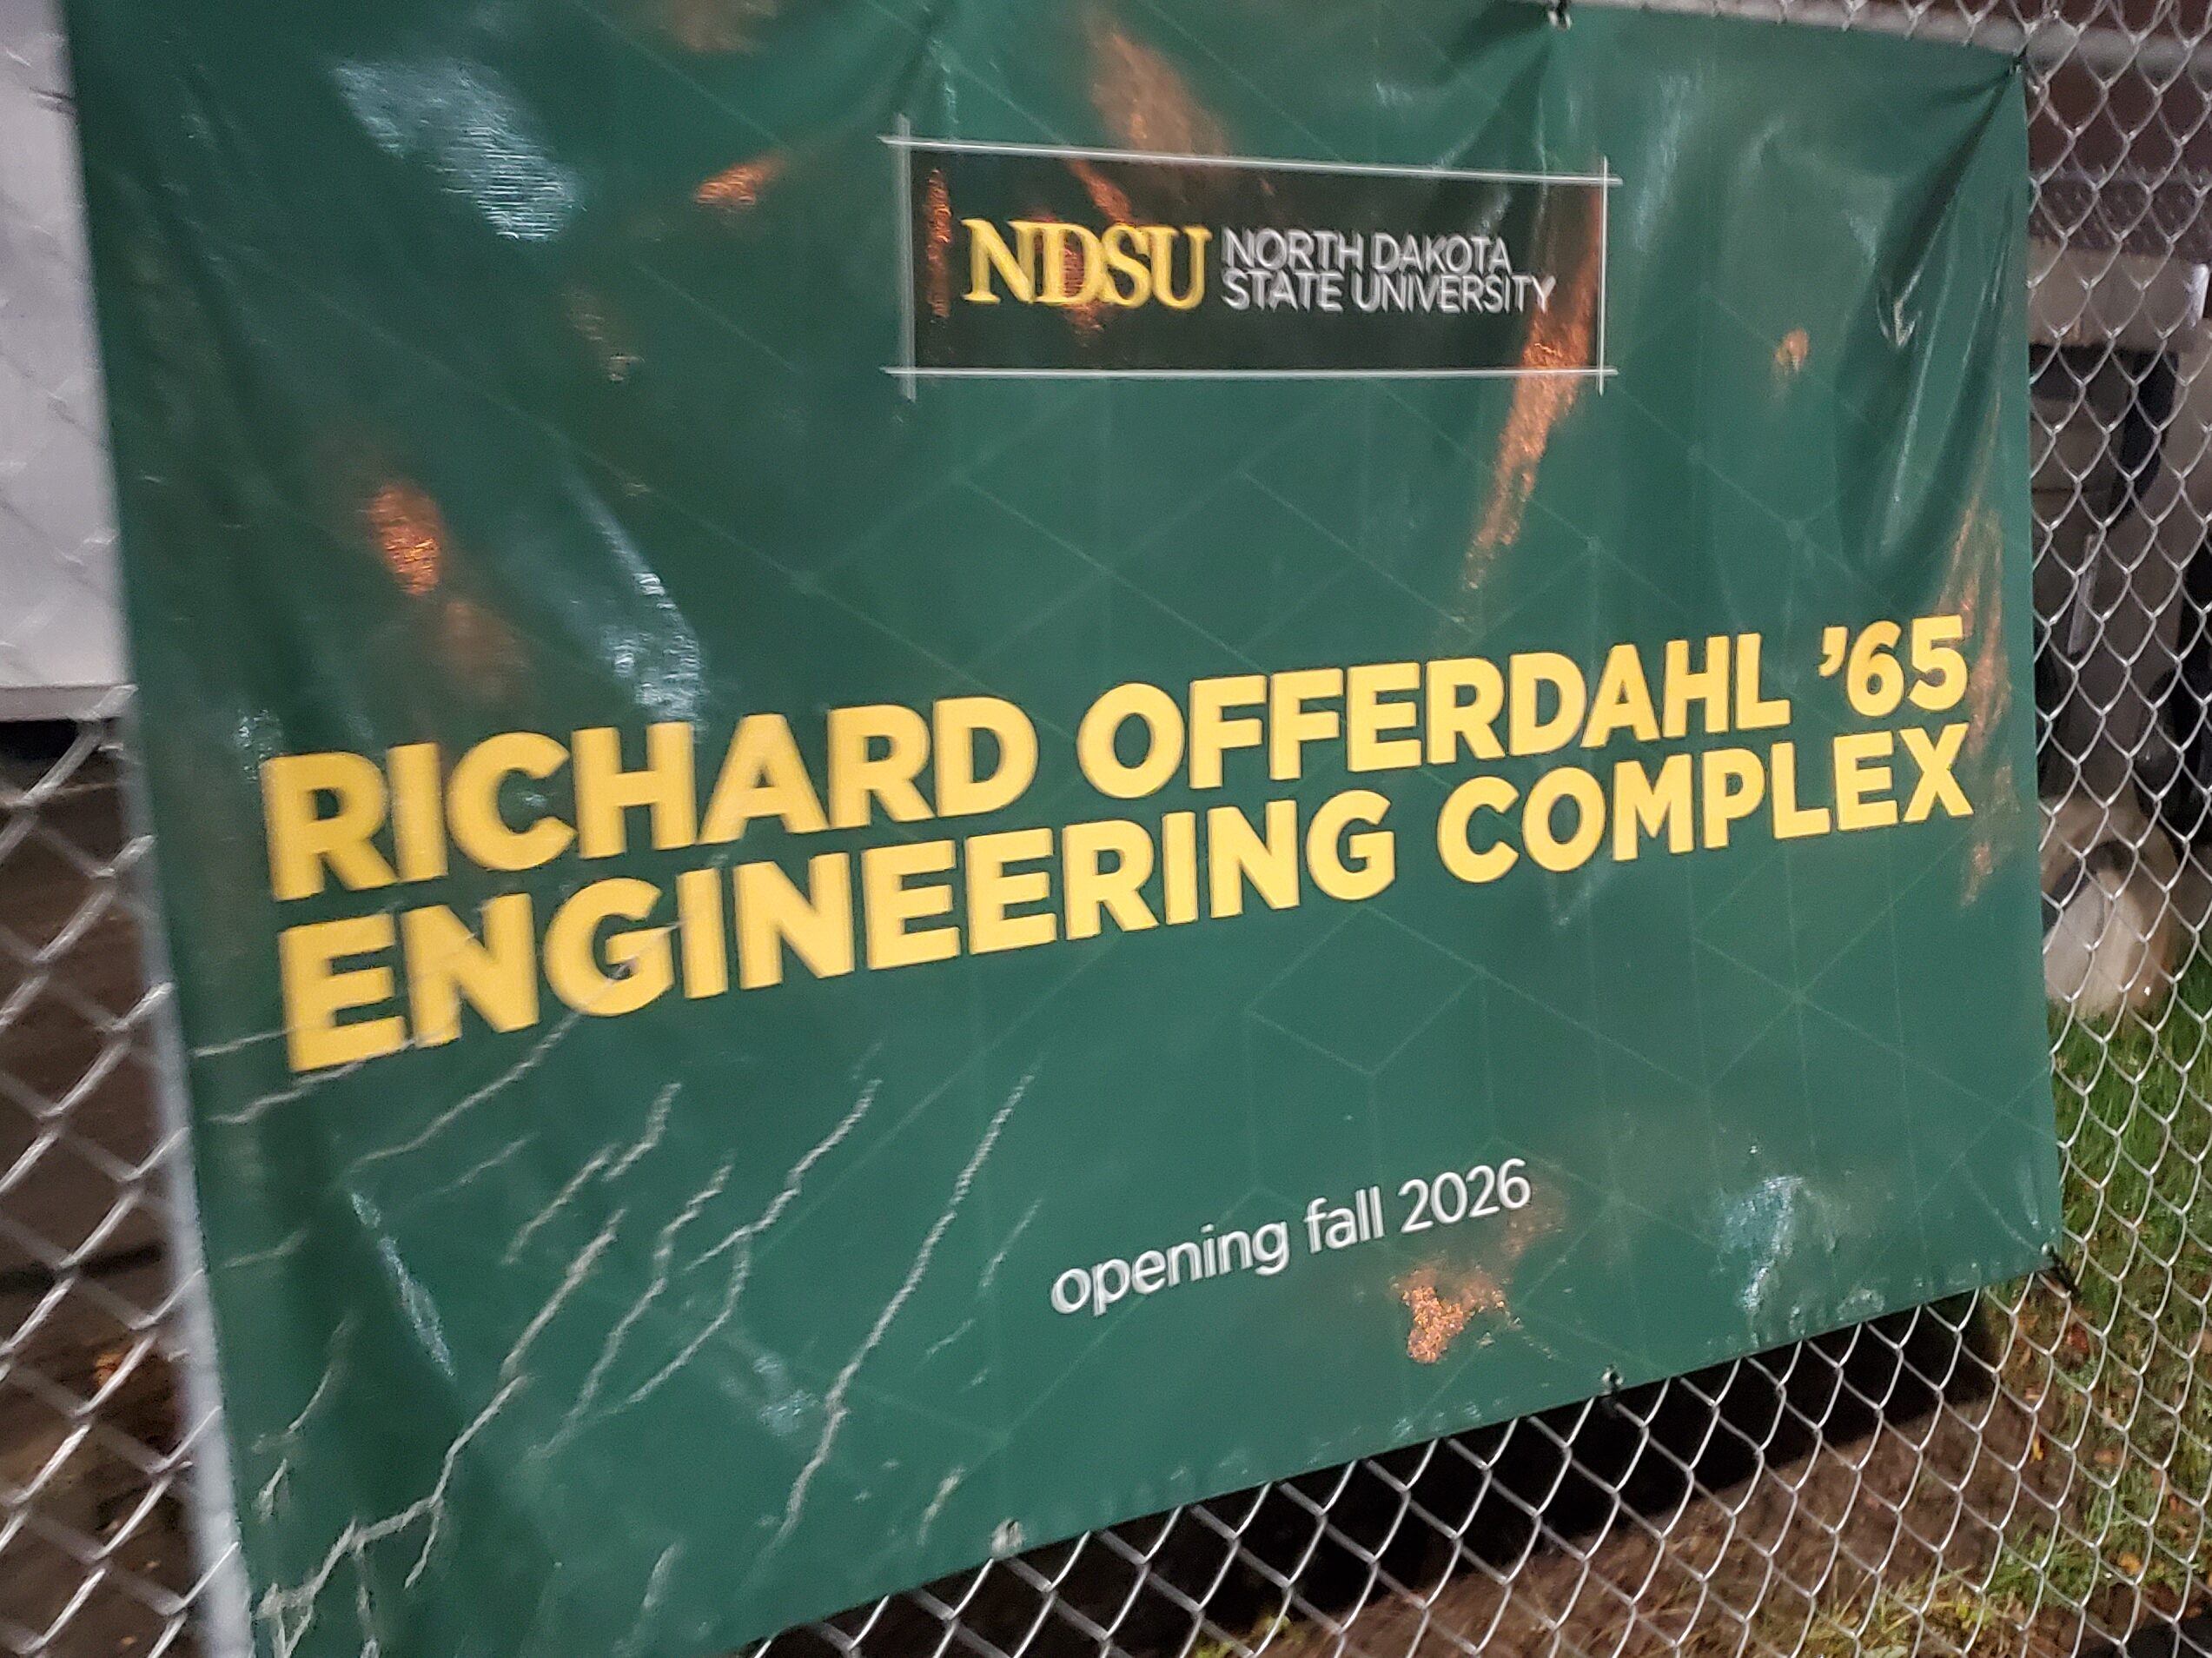 NDSU NORTH DAKOTA
STATE UNIVERSITY
RICHARD OFFERDAHL ’65
ENGINEERING COMPLEX
opening fall 2026